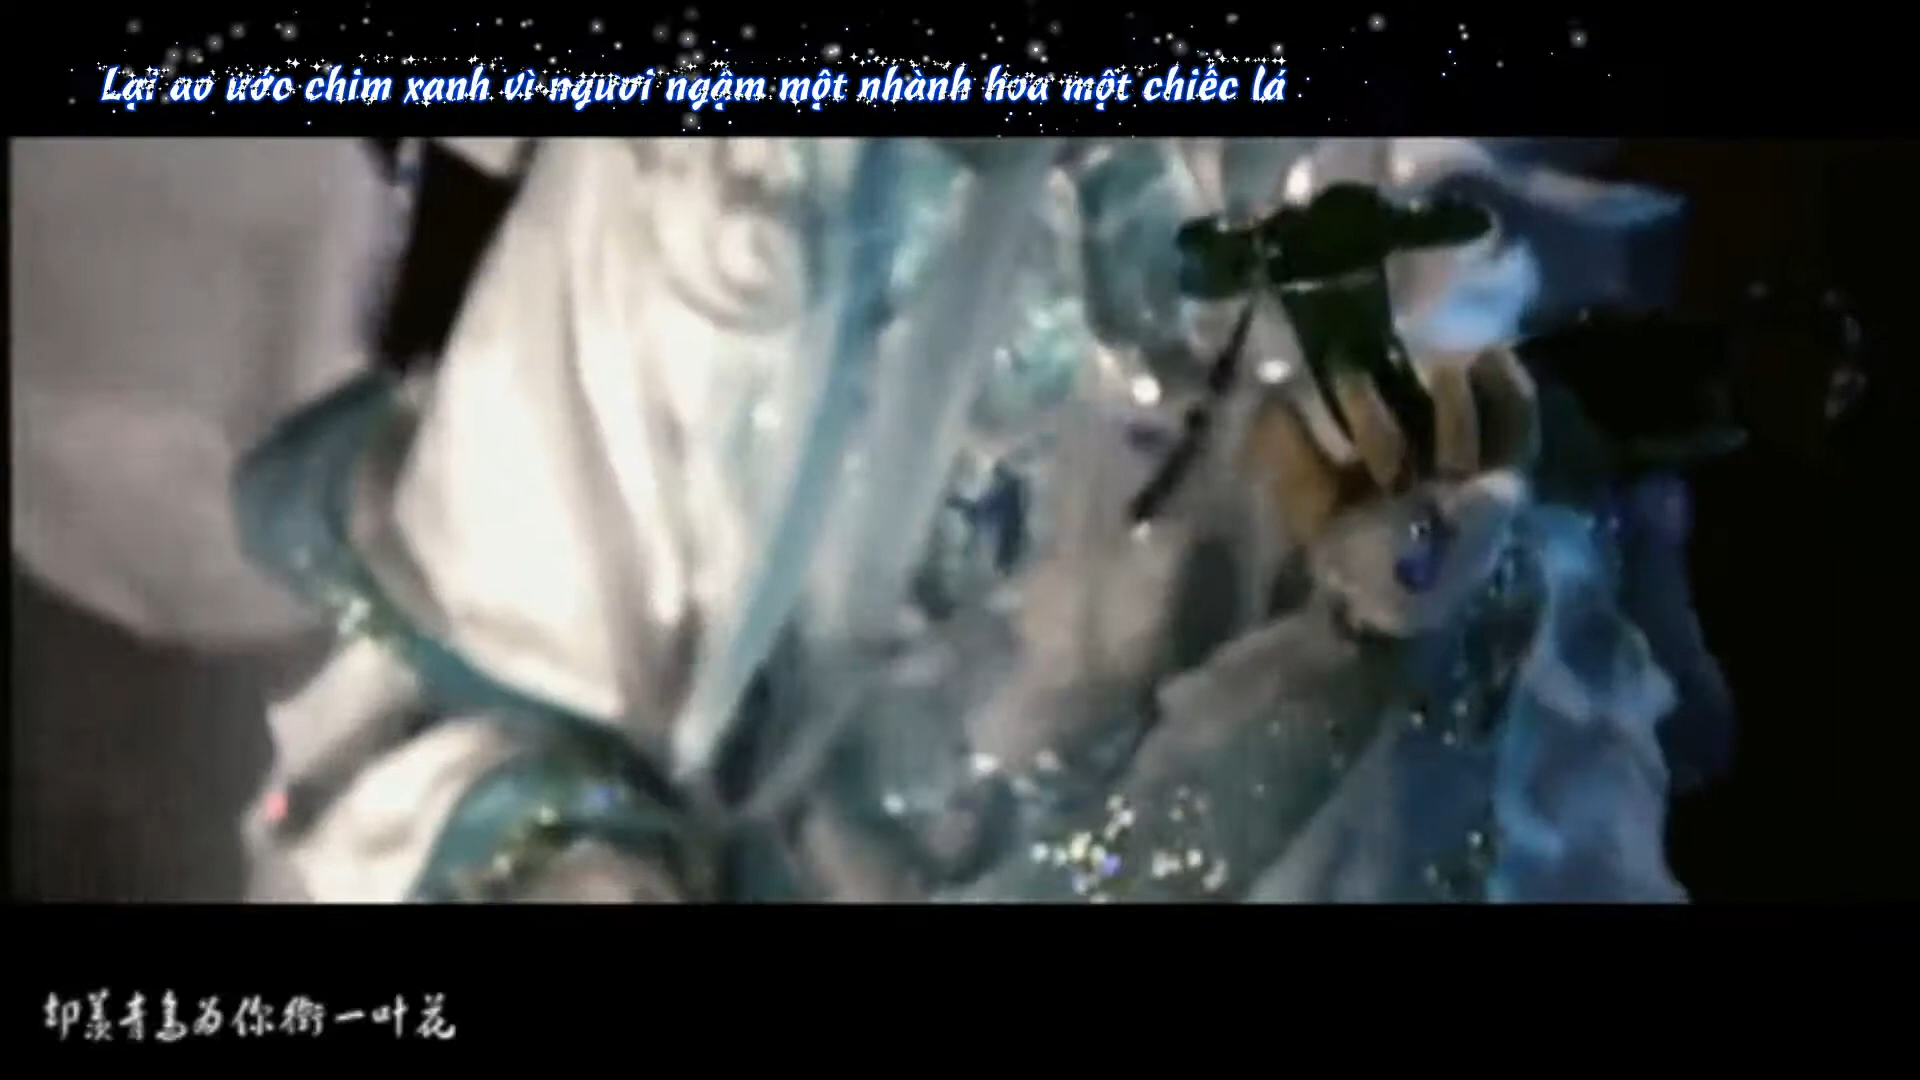 Lại ao ước chim xanh vì ngươi ngậm một nhành hoa một chiếc lá
却羡青鸟为你衔一叶花